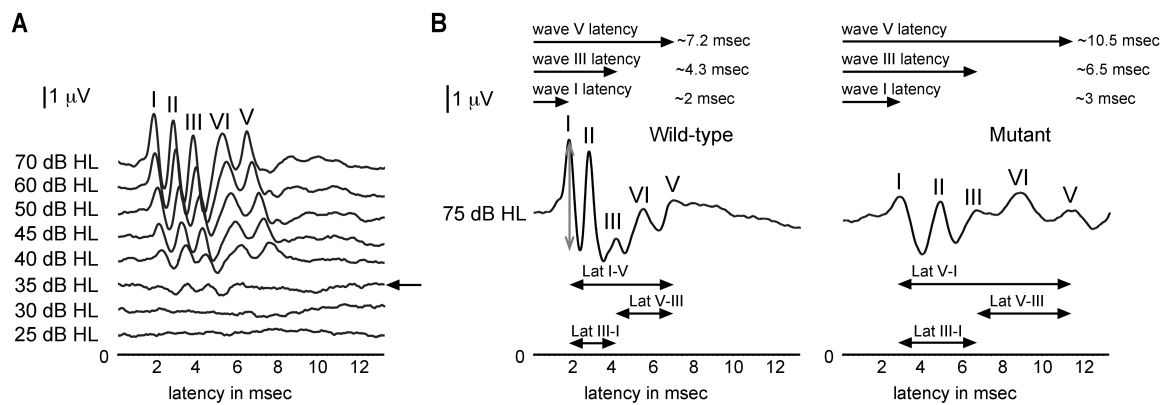 A
1 µV
I II III VI V
70 dB HL
60 dB HL
50 dB HL
45 dB HL
40 dB HL
35 dB HL
30 dB HL
25 dB HL
0
2 4 6 8 10 12
latency in msec
B
wave V latency ~7.2 msec
wave III latency ~4.3 msec
wave I latency ~2 msec
1 µV
Wild-type
I II III VI V
75 dB HL
Lat I-V
Lat V-III
Lat III-I
0
2 4 6 8 10 12
latency in msec
wave V latency ~10.5 msec
wave III latency ~6.5 msec
wave I latency ~3 msec
Mutant
I II III VI V
Lat V-I
Lat V-III
Lat III-I
0
2 4 6 8 10 12
latency in msec